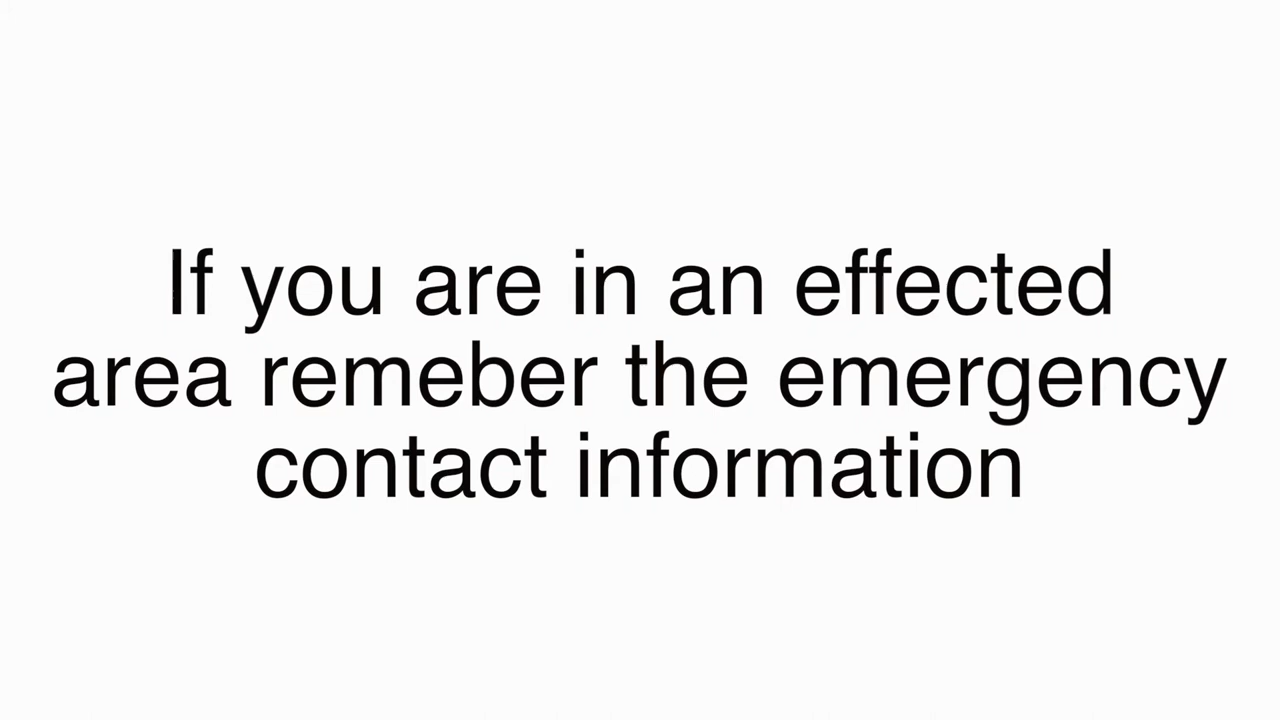 If you are in an effected
area remeber the emergency
contact information